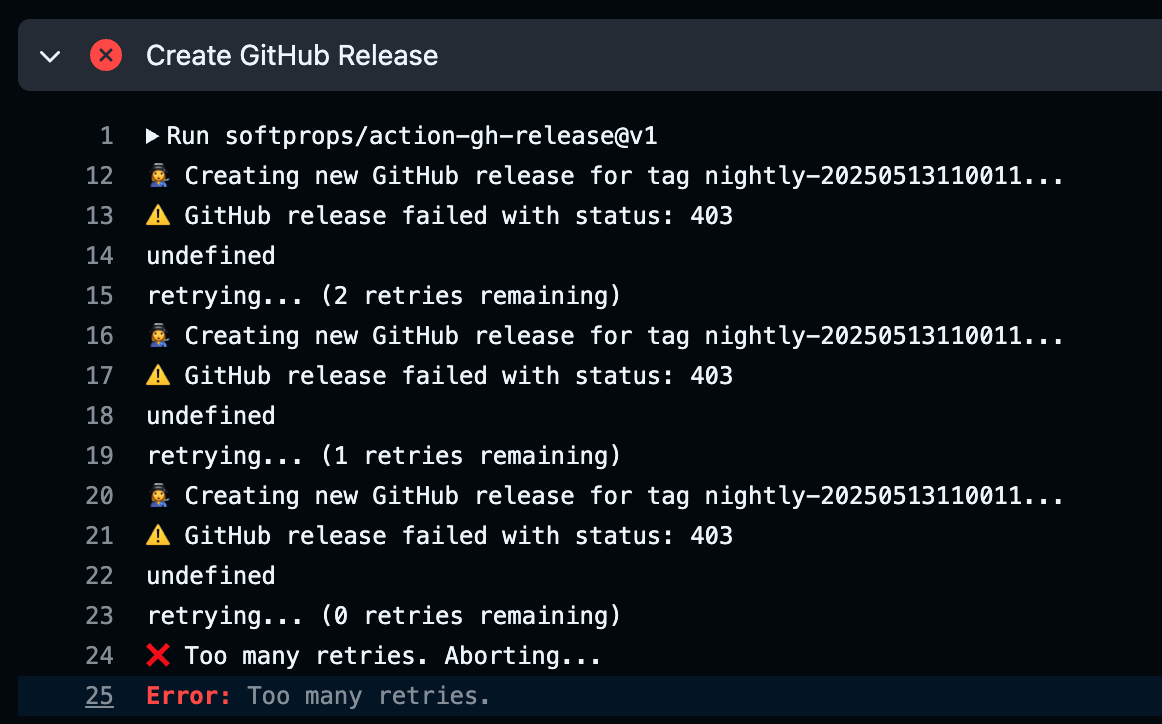 Create GitHub Release
1 ▶ Run softprops/action-gh-release@v1
12 👩‍🏭 Creating new GitHub release for tag nightly-20250513110011...
13 ⚠️ GitHub release failed with status: 403
14 undefined
15 retrying... (2 retries remaining)
16 👩‍🏭 Creating new GitHub release for tag nightly-20250513110011...
17 ⚠️ GitHub release failed with status: 403
18 undefined
19 retrying... (1 retries remaining)
20 👩‍🏭 Creating new GitHub release for tag nightly-20250513110011...
21 ⚠️ GitHub release failed with status: 403
22 undefined
23 retrying... (0 retries remaining)
24 ❌ Too many retries. Aborting...
25 Error: Too many retries.